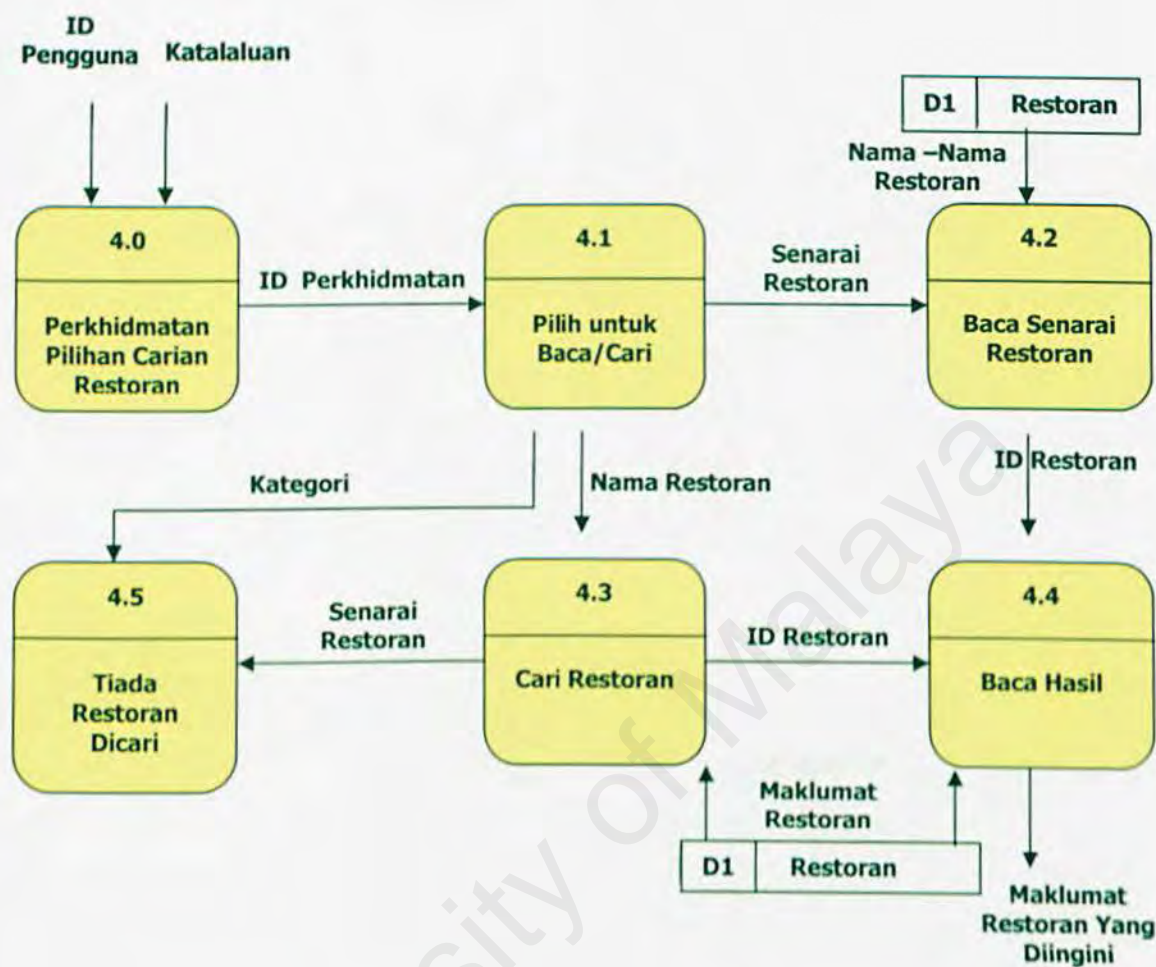 ID
Pengguna
Katalaluan
D1
Restoran
Nama –Nama
Restoran
4.0
Perkhidmatan
Pilihan Carian
Restoran
ID Perkhidmatan
4.1
Pilih untuk
Baca/Cari
Senarai
Restoran
4.2
Baca Senarai
Restoran
Kategori
Nama Restoran
ID Restoran
4.5
Tiada
Restoran
Dicari
Senarai
Restoran
4.3
Cari Restoran
ID Restoran
4.4
Baca Hasil
Maklumat
Restoran
D1
Restoran
Maklumat
Restoran Yang
Diingini
sity of Malaya